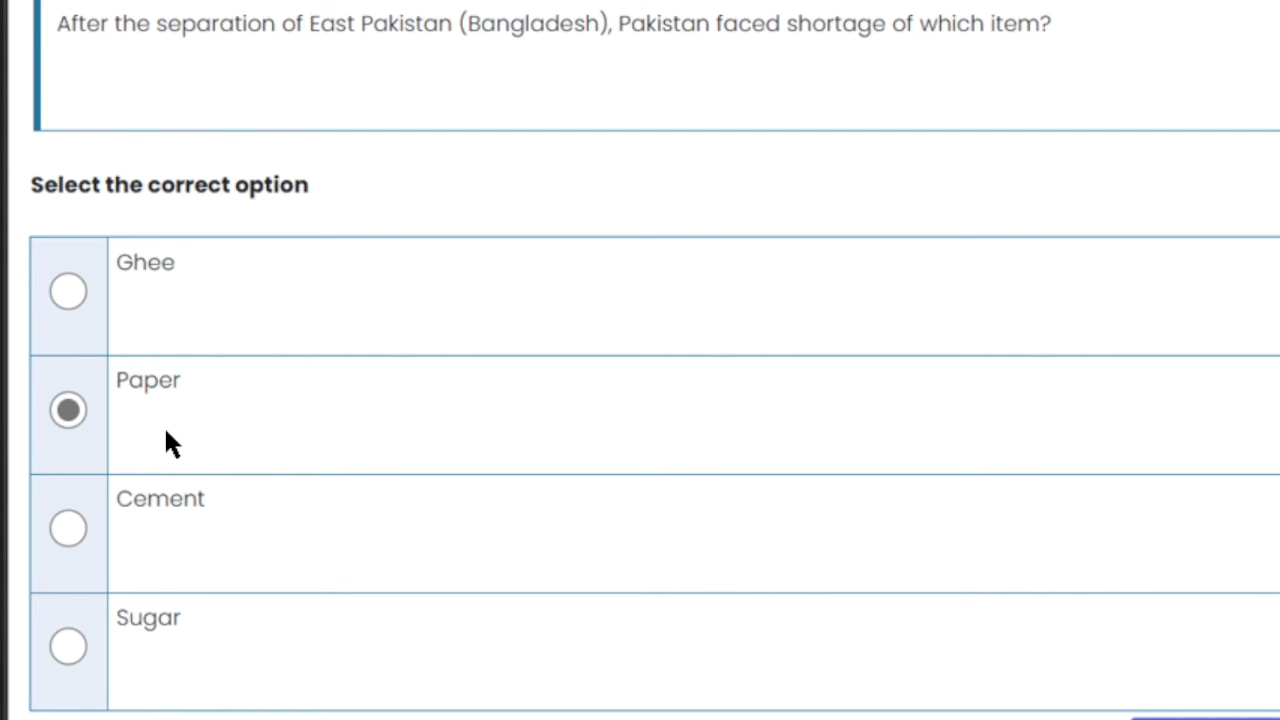 After the separation of East Pakistan (Bangladesh), Pakistan faced shortage of which item?
Select the correct option
Ghee
Paper
Cement
Sugar